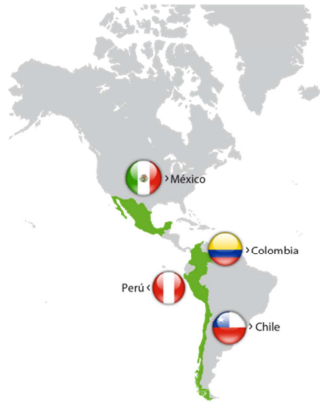 ›México
›Colombia
Perú‹
›Chile